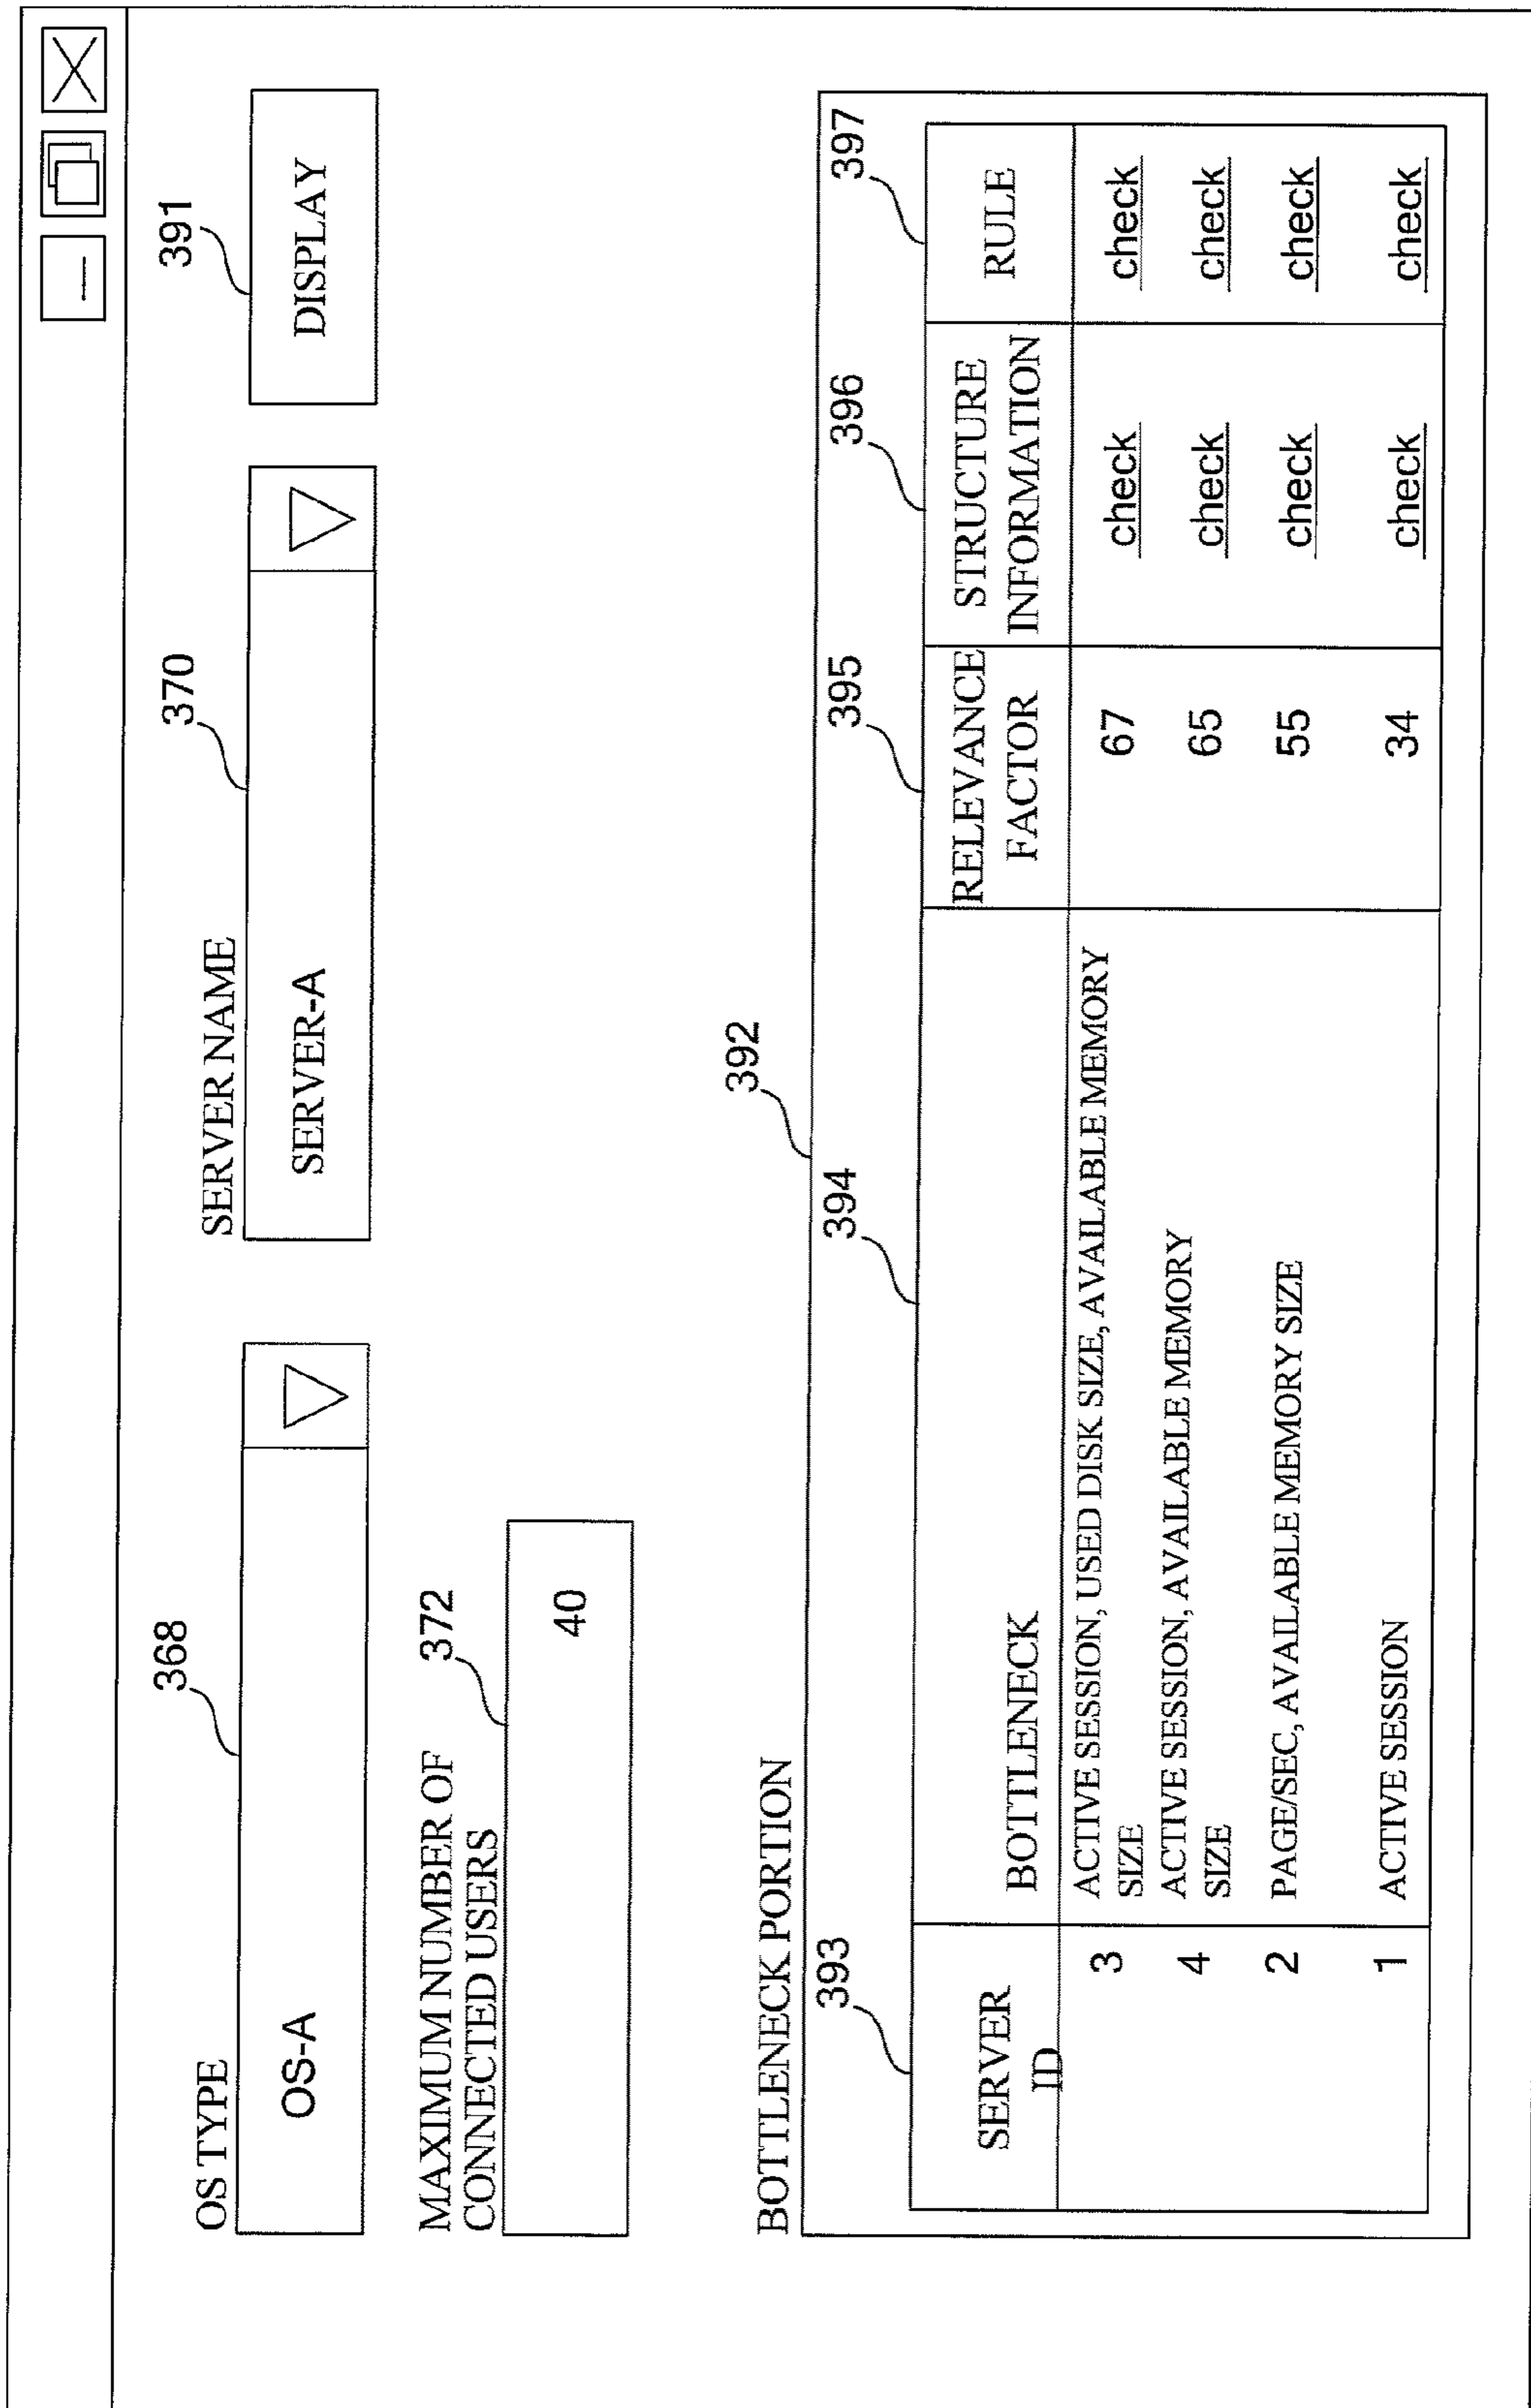 391
370
368
SERVER NAME
OS TYPE
OS-A
SERVER-A
DISPLAY
372
MAXIMUM NUMBER OF
CONNECTED USERS
40
392
BOTTLENECK PORTION
393
394
395
396
397
SERVER
ID
BOTTLENECK
RELEVANCE
FACTOR
STRUCTURE
INFORMATION
RULE
3
ACTIVE SESSION, USED DISK SIZE, AVAILABLE MEMORY
SIZE
67
check
check
4
ACTIVE SESSION, AVAILABLE MEMORY
SIZE
65
check
check
2
PAGE/SEC, AVAILABLE MEMORY SIZE
55
check
check
1
ACTIVE SESSION
34
check
check